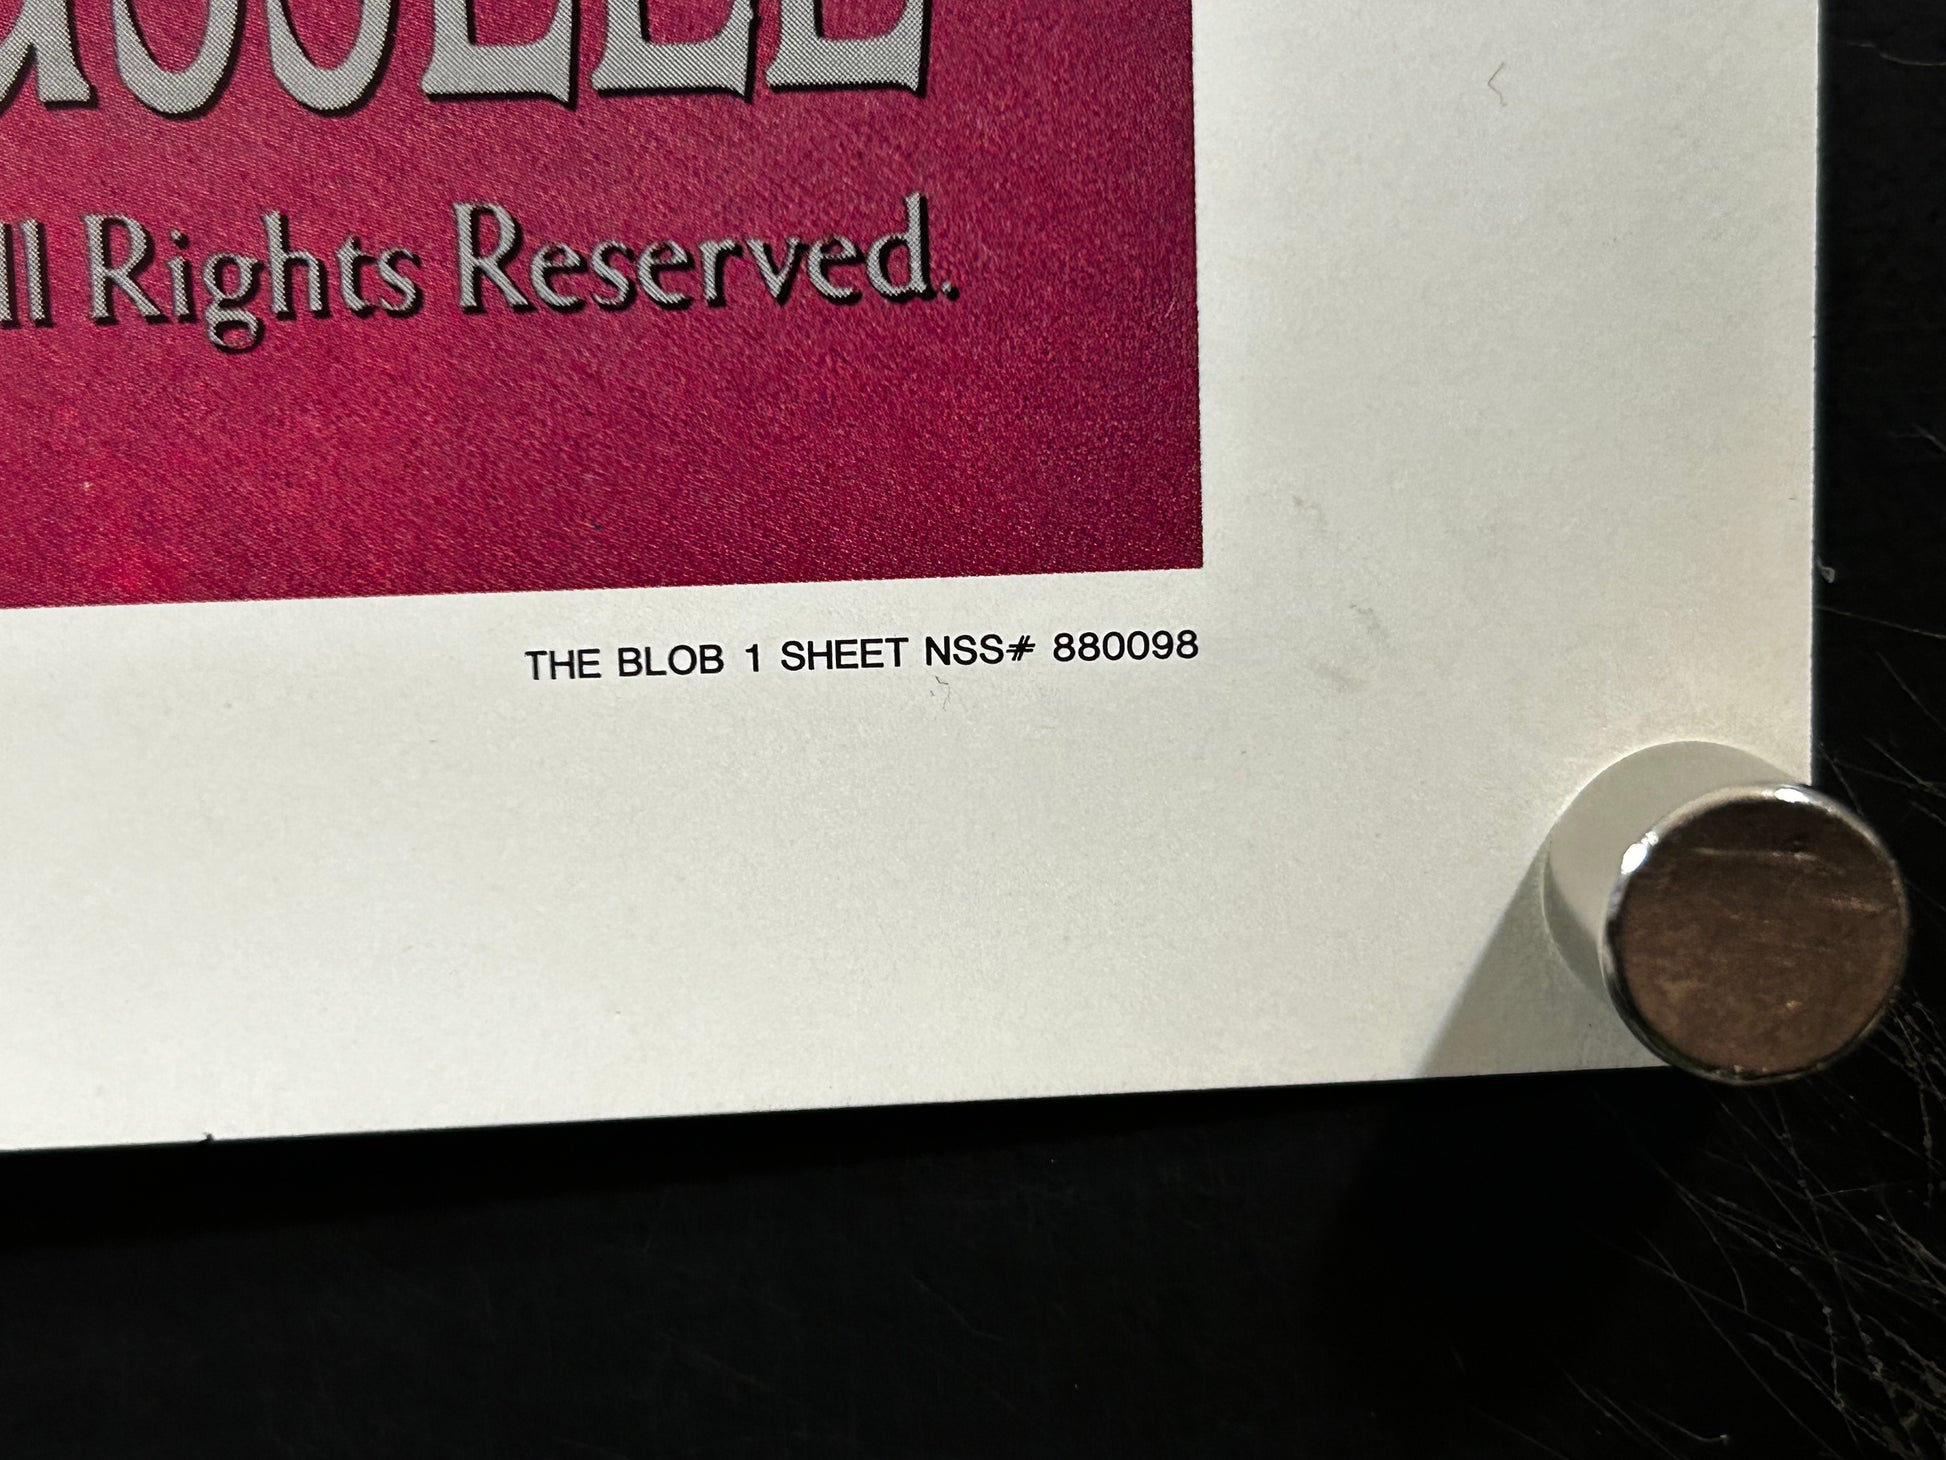 ll Rights Reserved.
THE BLOB 1 SHEET NSS# 880098